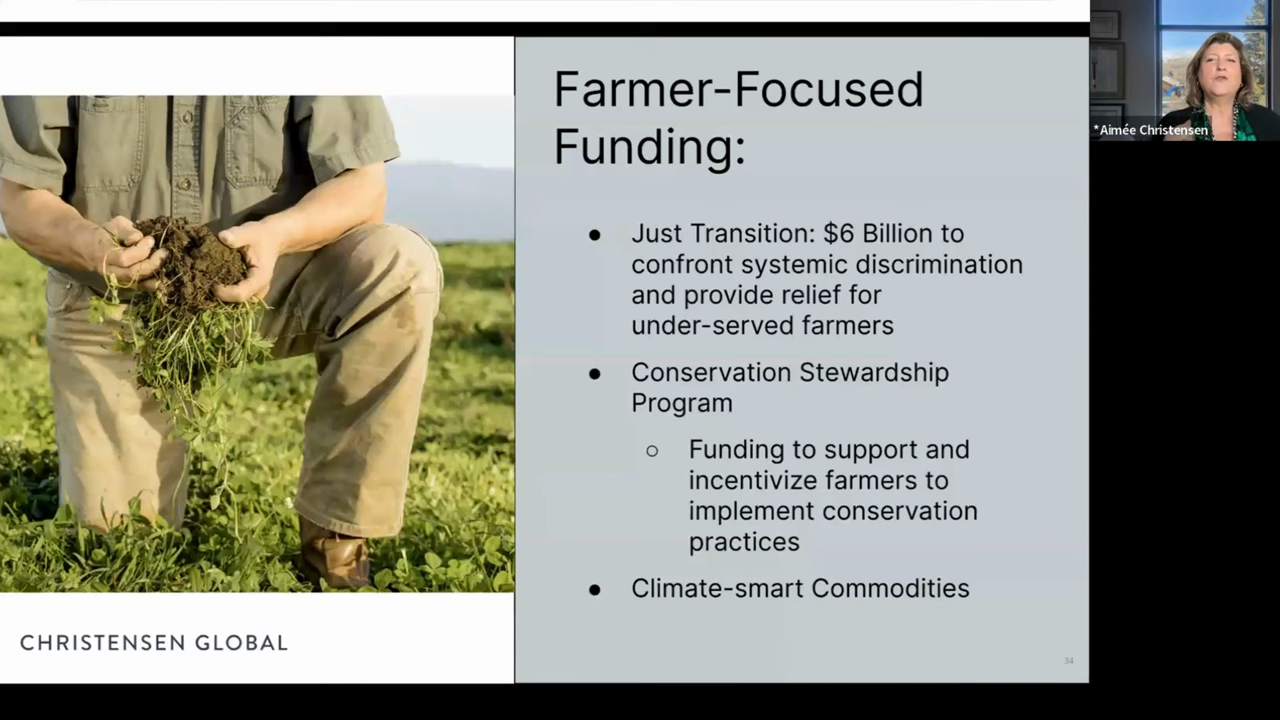 Farmer-Focused
Funding:
● Just Transition: $6 Billion to
confront systemic discrimination
and provide relief for
under-served farmers
● Conservation Stewardship
Program
○ Funding to support and
incentivize farmers to
implement conservation
practices
● Climate-smart Commodities
CHRISTENSEN GLOBAL
34
*Aimée Christensen